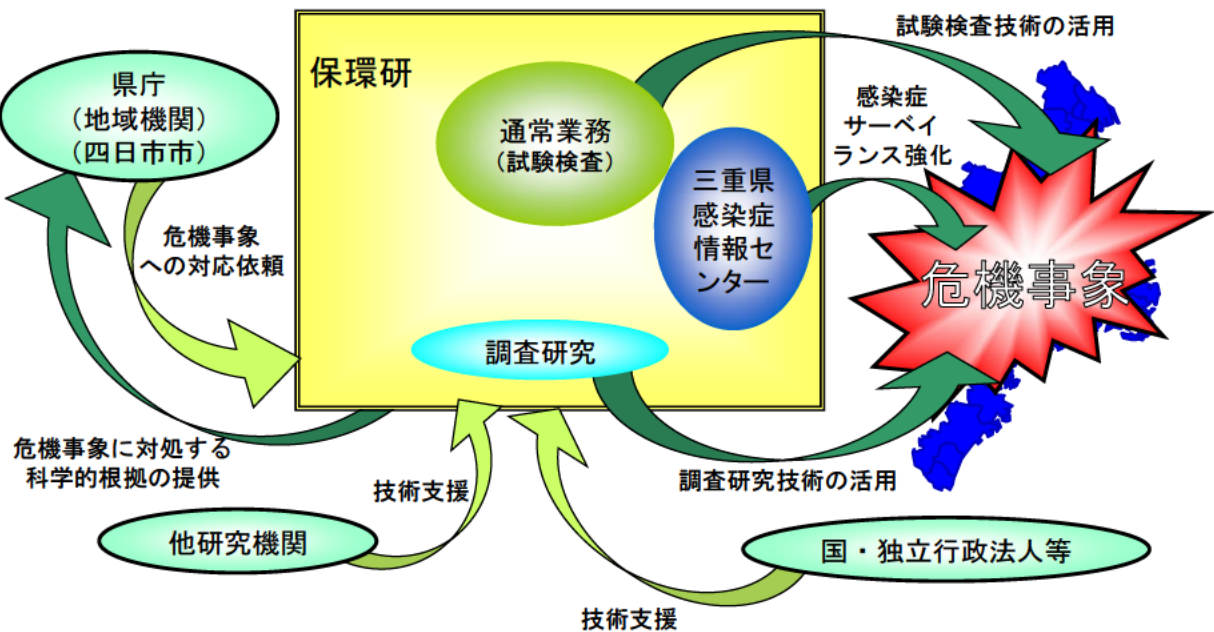 試験検査技術の活用
保環研
県庁
（地域機関）
（四日市市）
通常業務
（試験検査）
感染症
サーベイ
ランス強化
三重県
感染症
情報セ
ンター
危機事象
への対応依頼
危機事象
調査研究
危機事象に対処する
科学的根拠の提供
技術支援
調査研究技術の活用
他研究機関
国・独立行政法人等
技術支援